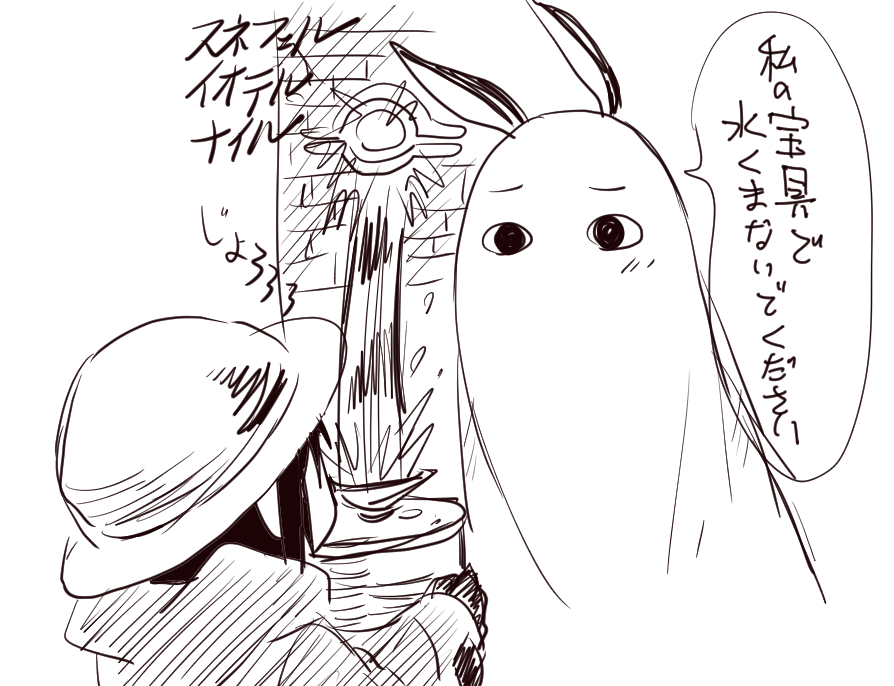 私の宝具で
水くまないでください
スネフェル
イオテル
ナイル
じょろろろ